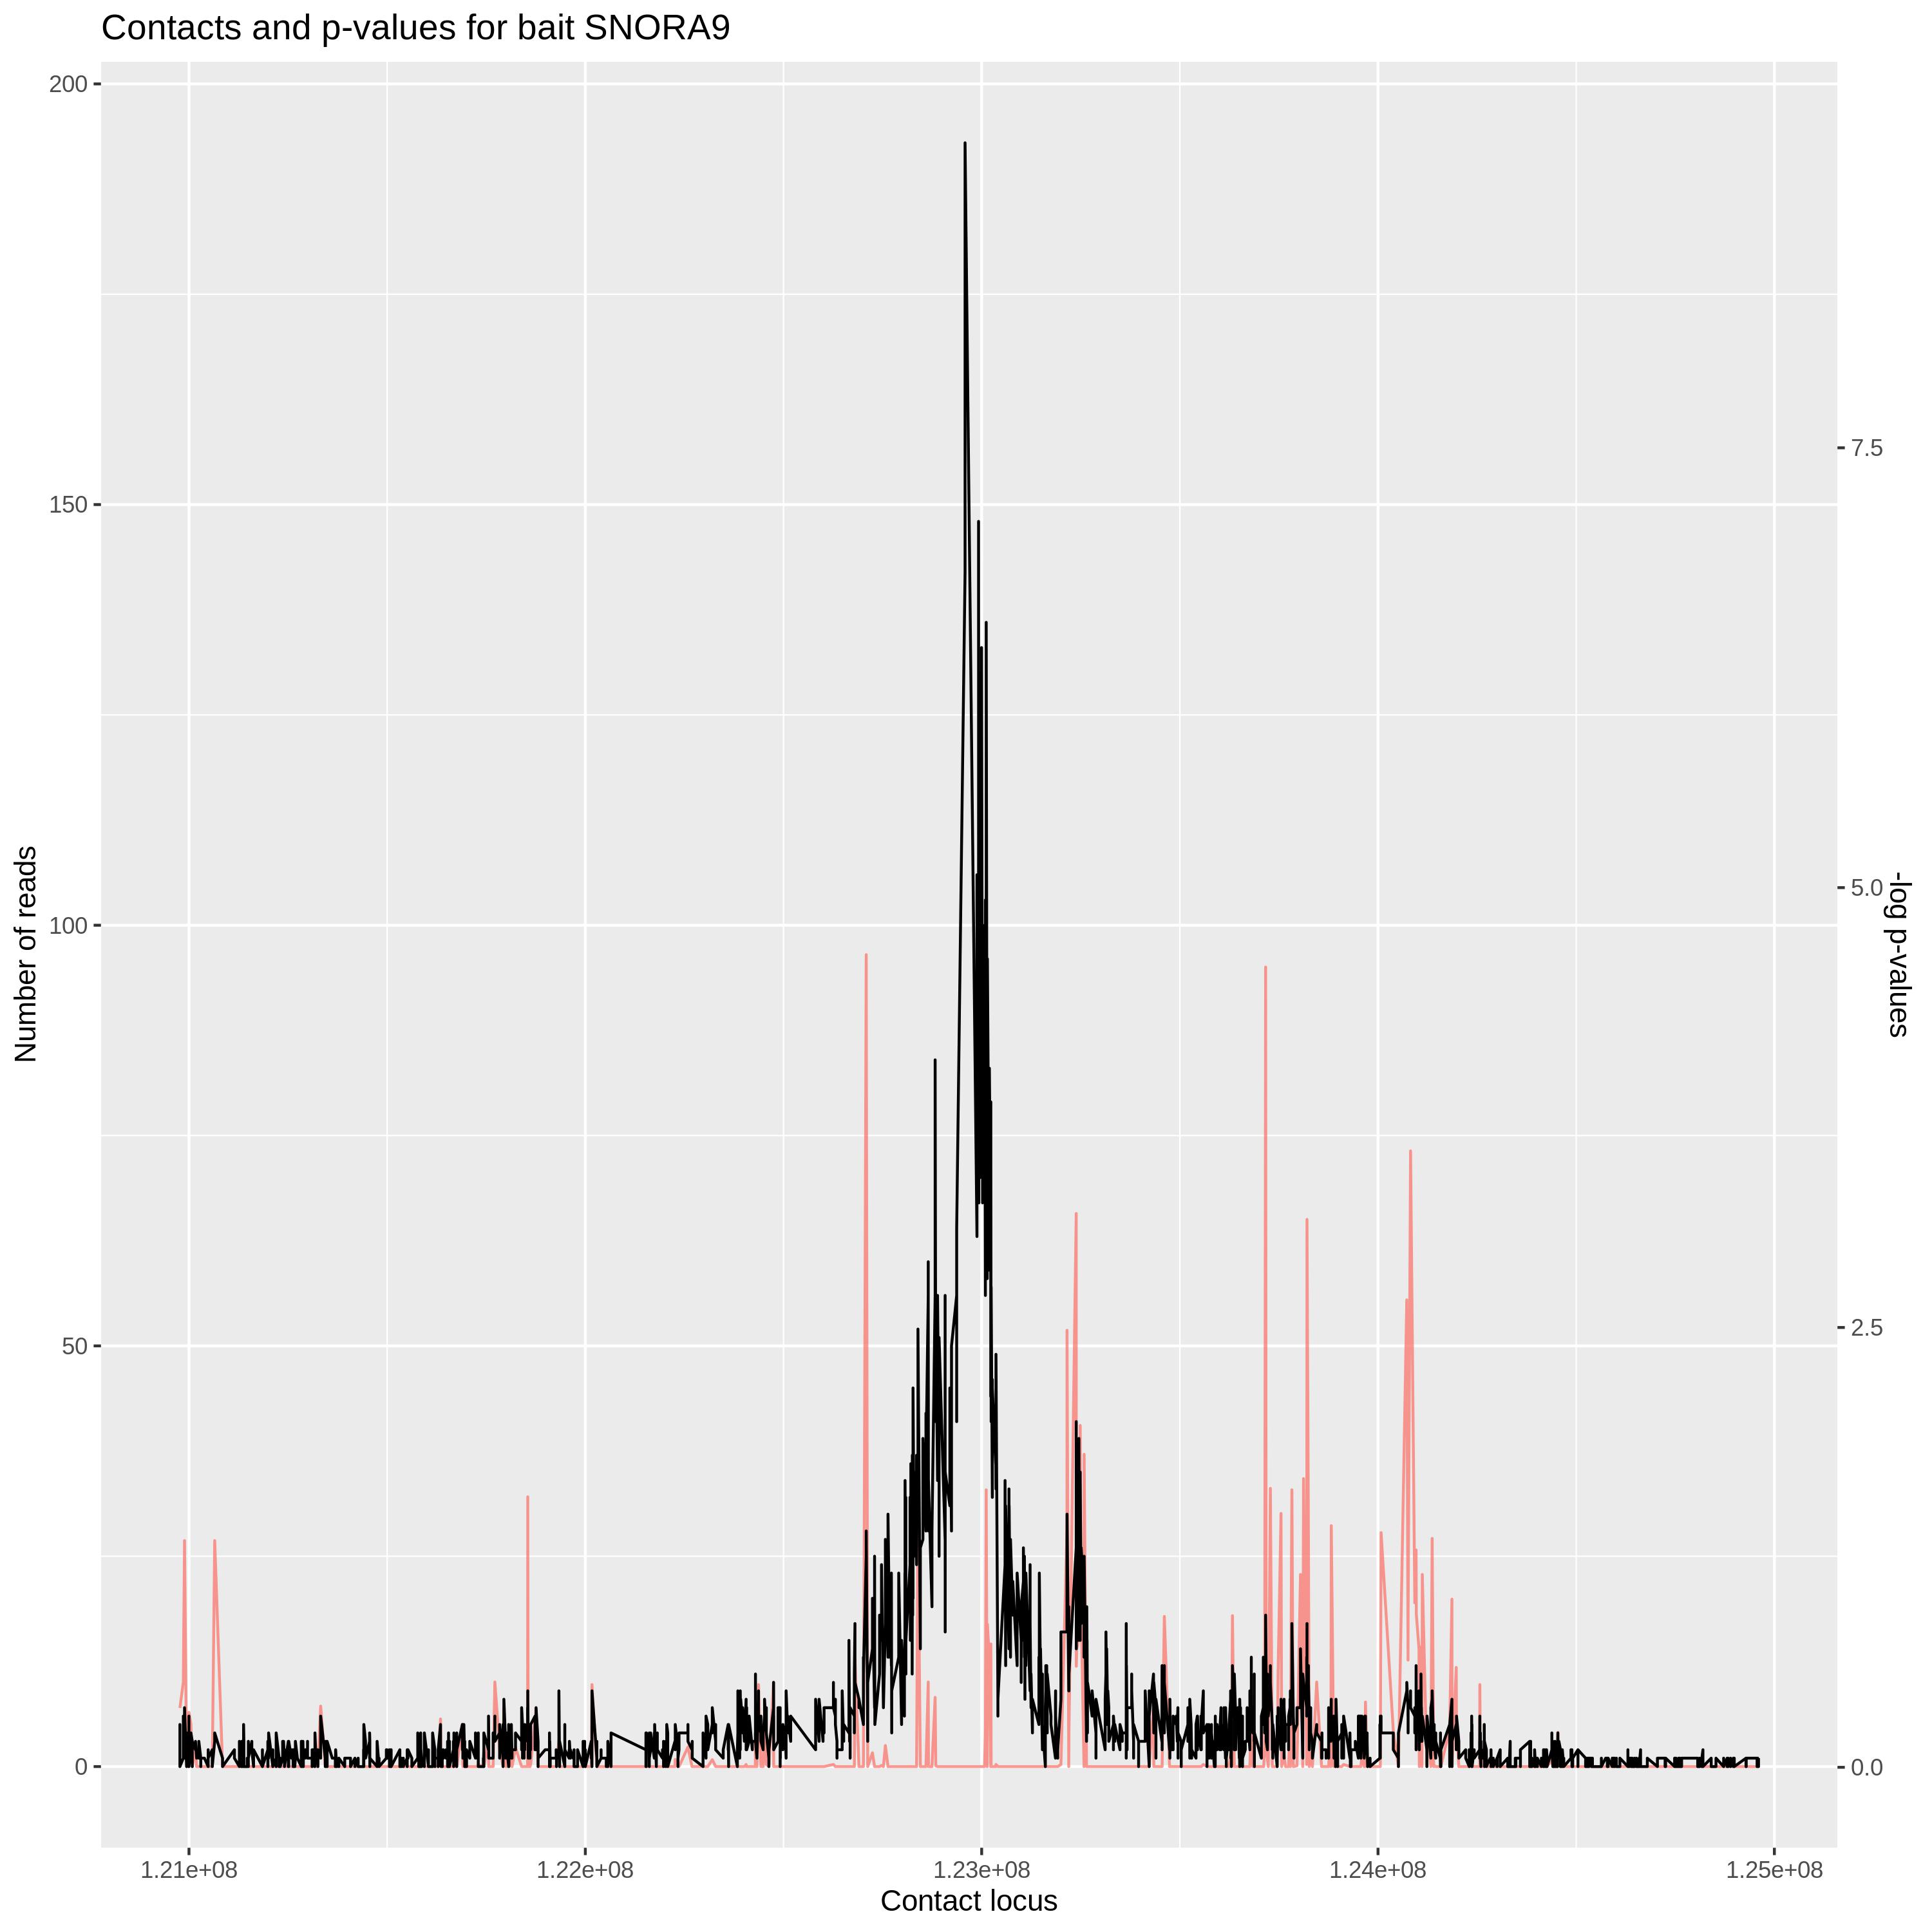 Contacts and p-values for bait SNORA9
200
150
100
50
0
Number of reads
7.5
5.0
2.5
0.0
-log p-values
1.21e+08
1.22e+08
1.23e+08
1.24e+08
1.25e+08
Contact locus